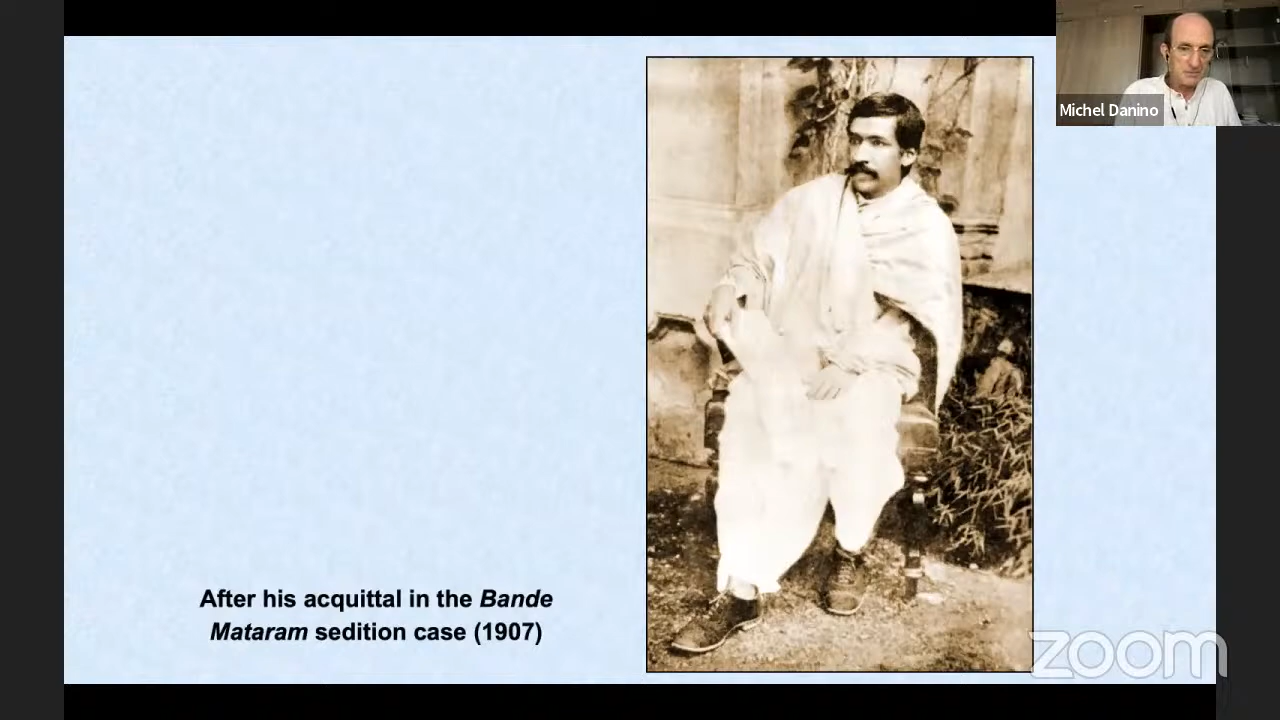 Michel Danino
After his acquittal in the Bande
Mataram sedition case (1907)
zoom